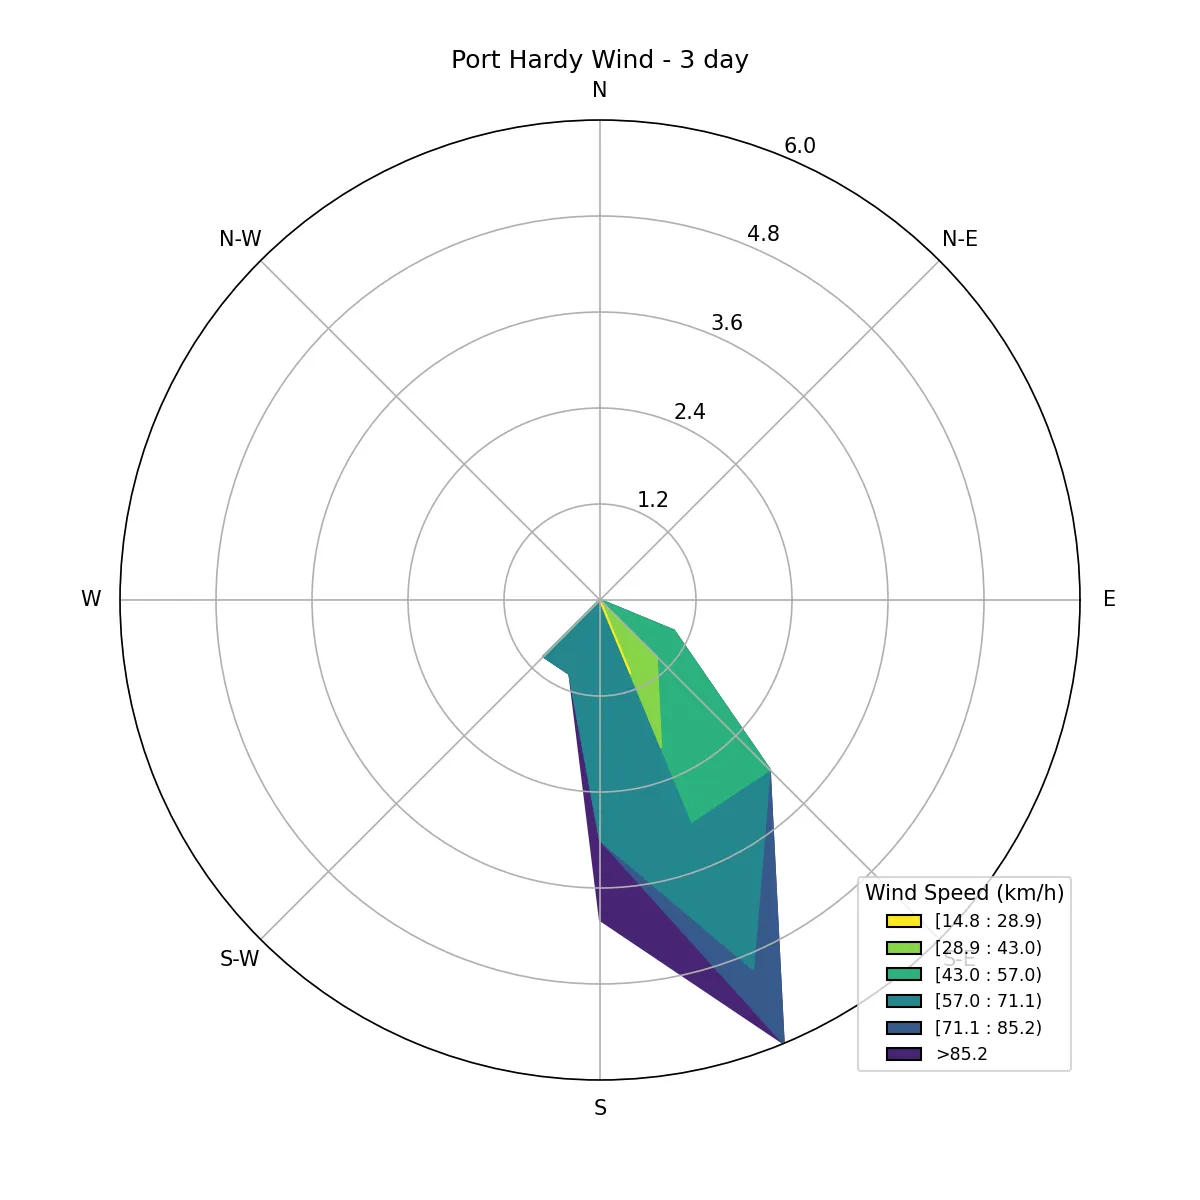 Port Hardy Wind - 3 day
N
6.0
N-W
N-E
4.8
3.6
2.4
1.2
W
E
S-W
S-E
S
Wind Speed (km/h)
[14.8 : 28.9)
[28.9 : 43.0)
[43.0 : 57.0)
[57.0 : 71.1)
[71.1 : 85.2)
>85.2